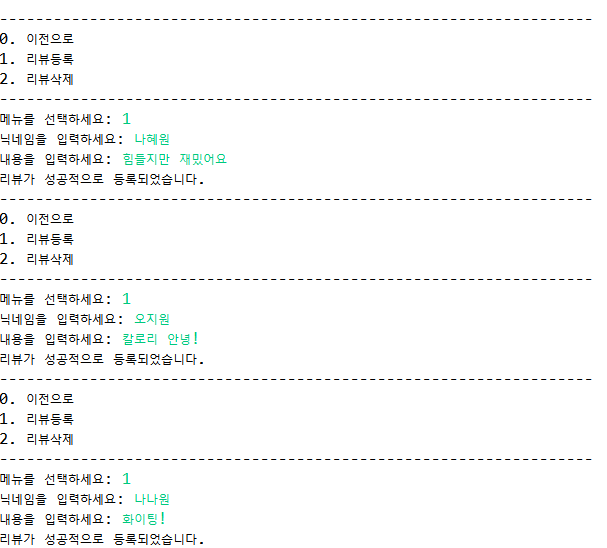 ------------------------------------------------------------------
0. 이전으로
1. 리뷰등록
2. 리뷰삭제
------------------------------------------------------------------
메뉴를 선택하세요: 1
닉네임을 입력하세요: 나혜원
내용을 입력하세요: 힘들지만 재밌어요
리뷰가 성공적으로 등록되었습니다.
------------------------------------------------------------------
0. 이전으로
1. 리뷰등록
2. 리뷰삭제
------------------------------------------------------------------
메뉴를 선택하세요: 1
닉네임을 입력하세요: 오지원
내용을 입력하세요: 칼로리 안녕!
리뷰가 성공적으로 등록되었습니다.
------------------------------------------------------------------
0. 이전으로
1. 리뷰등록
2. 리뷰삭제
------------------------------------------------------------------
메뉴를 선택하세요: 1
닉네임을 입력하세요: 나나원
내용을 입력하세요: 화이팅!
리뷰가 성공적으로 등록되었습니다.